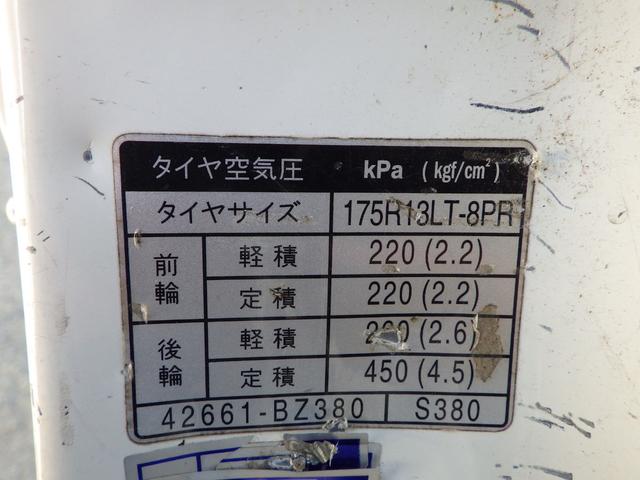 タイヤ空気圧 kPa (kgf/cm²)
タイヤサイズ 175R13LT-8PR
前輪 軽積 220 (2.2)
定積 220 (2.2)
後輪 軽積 260 (2.6)
定積 450 (4.5)
42661-BZ380 S380